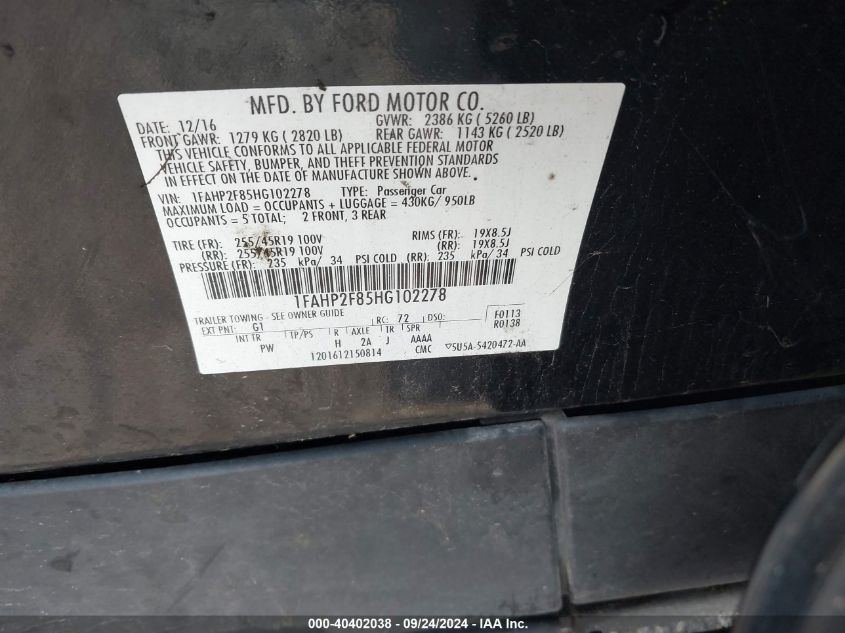 MFD. BY FORD MOTOR CO.
DATE: 12/16 GVWR: 2386 KG ( 5260 LB)
FRONT GAWR: 1279 KG ( 2820 LB) REAR GAWR: 1143 KG ( 2520 LB)
THIS VEHICLE CONFORMS TO ALL APPLICABLE FEDERAL MOTOR
VEHICLE SAFETY, BUMPER, AND THEFT PREVENTION STANDARDS
IN EFFECT ON THE DATE OF MANUFACTURE SHOWN ABOVE.
VIN: 1FAHP2F85HG102278 TYPE: Passenger Car
MAXIMUM LOAD = OCCUPANTS + LUGGAGE = 430KG/ 950LB
OCCUPANTS = 5 TOTAL; 2 FRONT, 3 REAR
TIRE (FR): 255/45R19 100V RIMS (FR): 19X8.5J
(RR): 255/45R19 100V (RR): 19X8.5J
PRESSURE (FR): 235 kPa/ 34 PSI COLD (RR): 235 kPa/ 34 PSI COLD
1FAHP2F85HG102278
TRAILER TOWING - SEE OWNER GUIDE
EXT PNT: G1 RC: 72 DSO: F0113
R0138
INT TR TP/PS R AXLE TR SPR
PW H 2A J AAAA
1201612150814 CMC ▽5U5A-5420472-AA
000-40402038 - 09/24/2024 - IAA Inc.